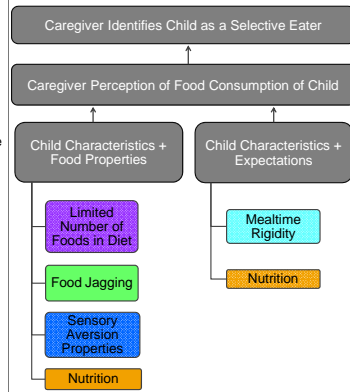 Caregiver Identifies Child as a Selective Eater
Caregiver Perception of Food Consumption of Child
Child Characteristics +
Food Properties
Child Characteristics +
Expectations
Limited
Number of
Foods in Diet
Food Jagging
Sensory
Aversion
Properties
Nutrition
Mealtime
Rigidity
Nutrition